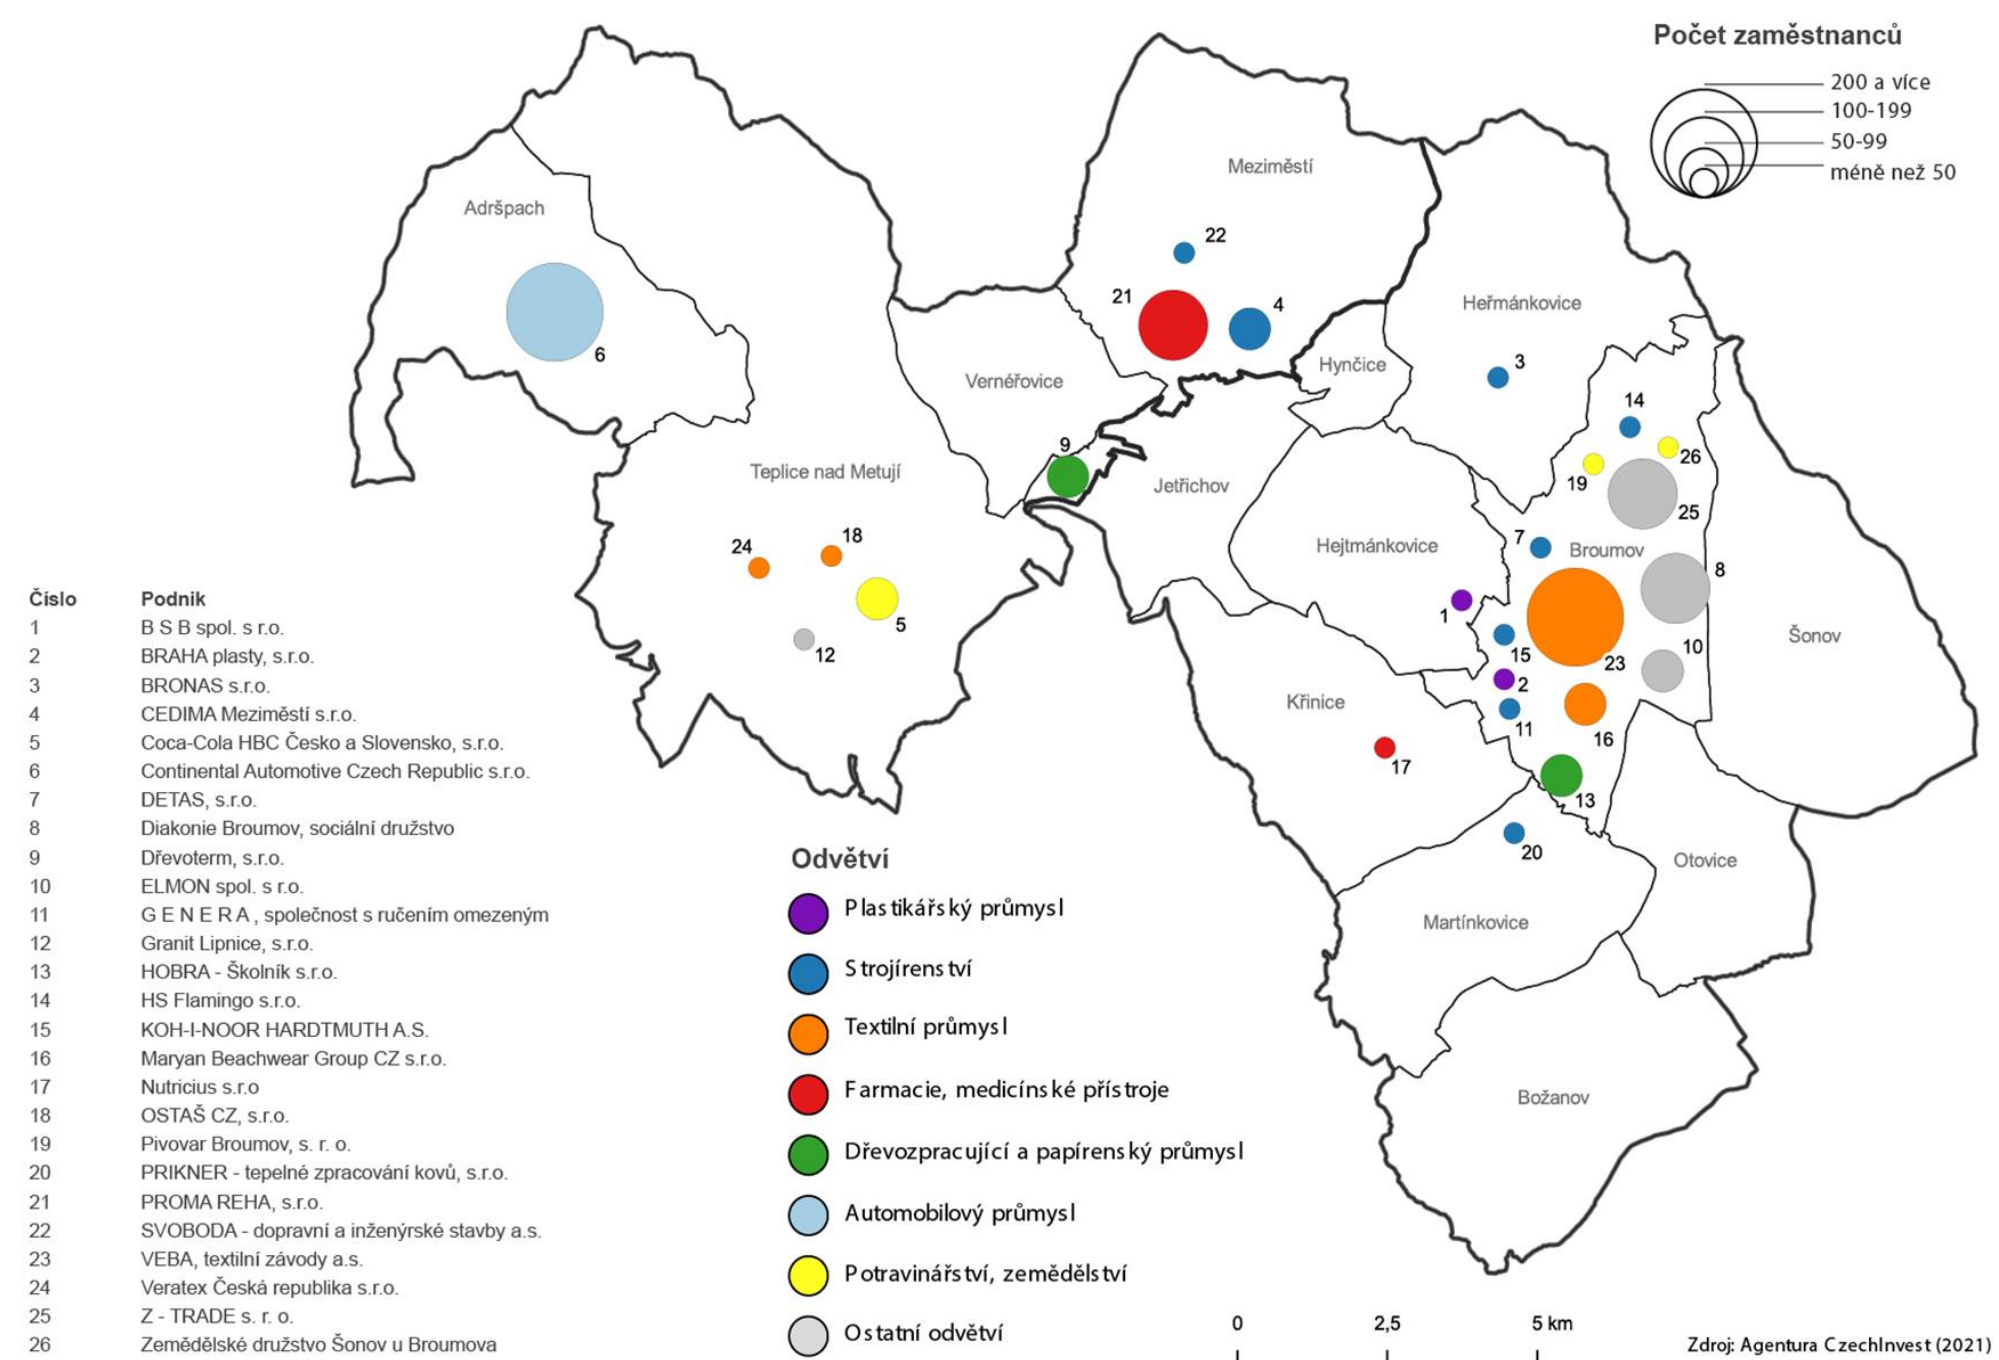 Počet zaměstnanců
200 a více
100-199
50-99
méně než 50
Meziměstí
Adršpach
22
21
4
6
Heřmánkovice
Hynčice
3
Vernéřovice
14
26
19
25
9
Teplice nad Metují
Jetřichov
24
18
5
12
Hejtmánkovice
7
Broumov
8
1
15
23
10
Šonov
2
11
16
Křinice
17
13
20
Otovice
Martínkovice
Božanov
Číslo Podnik
1 B S B spol. s r.o.
2 BRAHA plasty, s.r.o.
3 BRONAS s.r.o.
4 CEDIMA Meziměstí s.r.o.
5 Coca-Cola HBC Česko a Slovensko, s.r.o.
6 Continental Automotive Czech Republic s.r.o.
7 DETAS, s.r.o.
8 Diakonie Broumov, sociální družstvo
9 Dřevoterm, s.r.o.
10 ELMON spol. s r.o.
11 G E N E R A , společnost s ručením omezeným
12 Granit Lipnice, s.r.o.
13 HOBRA - Školník s.r.o.
14 HS Flamingo s.r.o.
15 KOH-I-NOOR HARDTMUTH A.S.
16 Maryan Beachwear Group CZ s.r.o.
17 Nutricius s.r.o
18 OSTAŠ CZ, s.r.o.
19 Pivovar Broumov, s. r. o.
20 PRIKNER - tepelné zpracování kovů, s.r.o.
21 PROMA REHA, s.r.o.
22 SVOBODA - dopravní a inženýrské stavby a.s.
23 VEBA, textilní závody a.s.
24 Veratex Česká republika s.r.o.
25 Z - TRADE s. r. o.
26 Zemědělské družstvo Šonov u Broumova
Odvětví
Plastikářský průmysl
Strojírenství
Textilní průmysl
Farmacie, medicínské přístroje
Dřevozpracující a papírenský průmysl
Automobilový průmysl
Potravinářství, zemědělství
Ostatní odvětví
0 2,5 5 km
Zdroj: Agentura CzechInvest (2021)